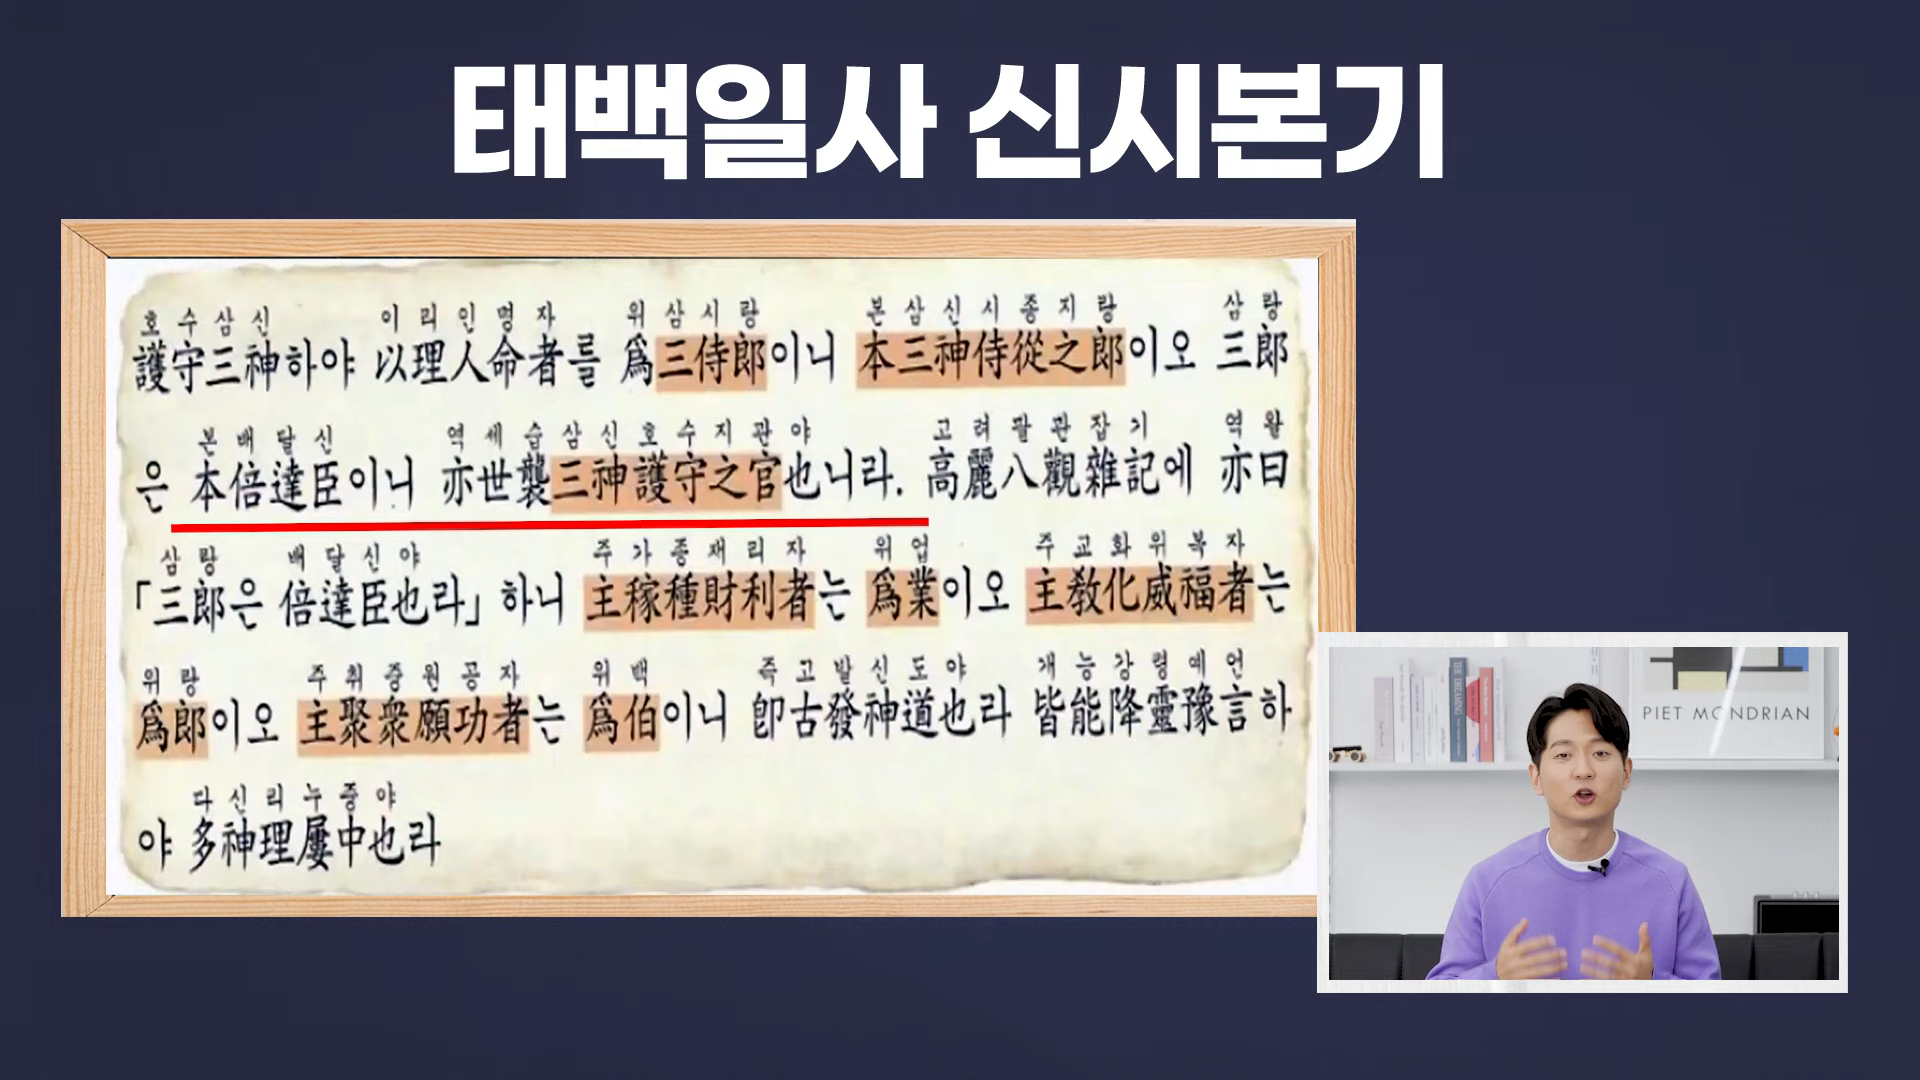 태백일사 신시본기
호수삼신 이리인명자 위삼시랑 본삼신시종지랑 삼랑
護守三神하야 以理人命者를 爲三侍郎이니 本三神侍從之郞이오 三郞
본배달신 역세습삼신호수지관야 고려팔관잡기 역왈
은 本倍達臣이니 亦世襲三神護守之官也니라. 高麗八觀雜記에 亦曰
삼랑 배달신야 주가종재리자 위업 주교화위복자
「三郞은 倍達臣也라」 하니 主稼種財利者는 爲業이오 主敎化威福者는
위랑 주취중원공자 위백 즉고발신도야 개능강령예언
爲郞이오 主聚衆願功者는 爲伯이니 卽古發神道也라 皆能降靈豫言하
다신리누중야
야 多神理屢中也라
PIET MONDRIAN